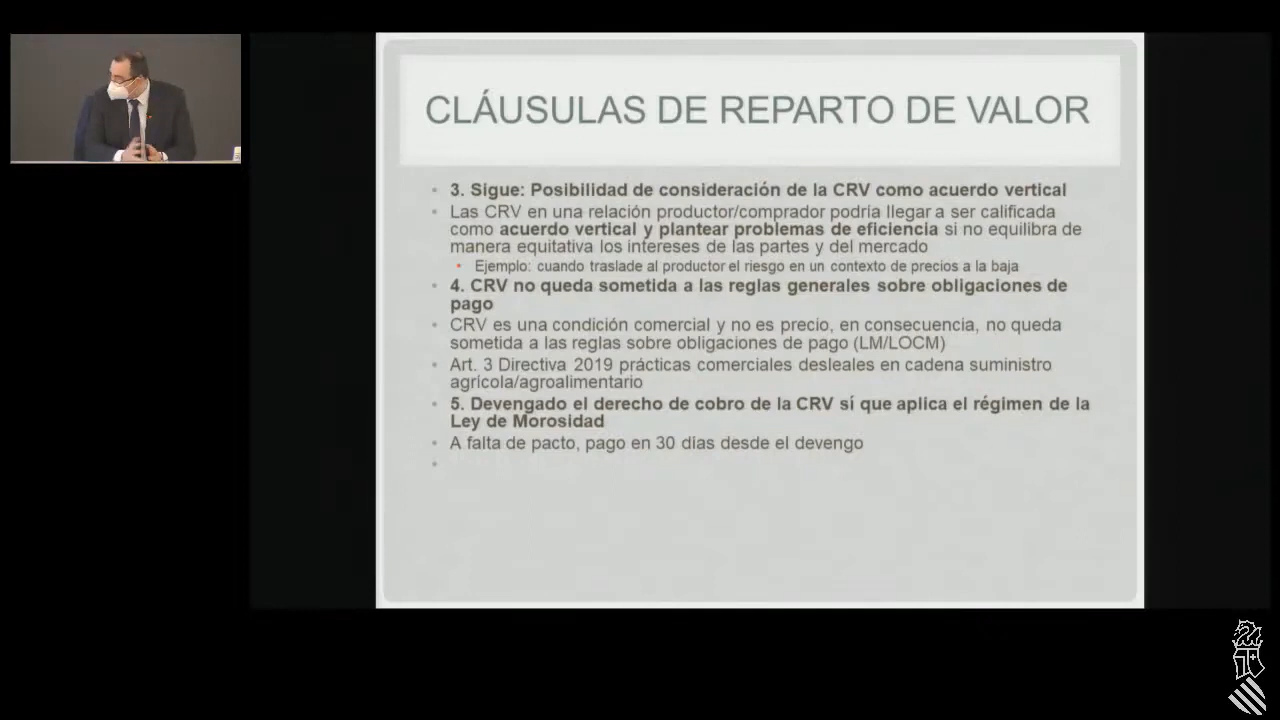 CLÁUSULAS DE REPARTO DE VALOR
3. Sigue: Posibilidad de consideración de la CRV como acuerdo vertical
Las CRV en una relación productor/comprador podría llegar a ser calificada
como acuerdo vertical y plantear problemas de eficiencia si no equilibra de
manera equitativa los intereses de las partes y del mercado
Ejemplo: cuando traslade al productor el riesgo en un contexto de precios a la baja
4. CRV no queda sometida a las reglas generales sobre obligaciones de
pago
CRV es una condición comercial y no es precio, en consecuencia, no queda
sometida a las reglas sobre obligaciones de pago (LM/LOCM)
Art. 3 Directiva 2019 prácticas comerciales desleales en cadena suministro
agrícola/agroalimentario
5. Devengado el derecho de cobro de la CRV sí que aplica el régimen de la
Ley de Morosidad
A falta de pacto, pago en 30 dias desde el devengo